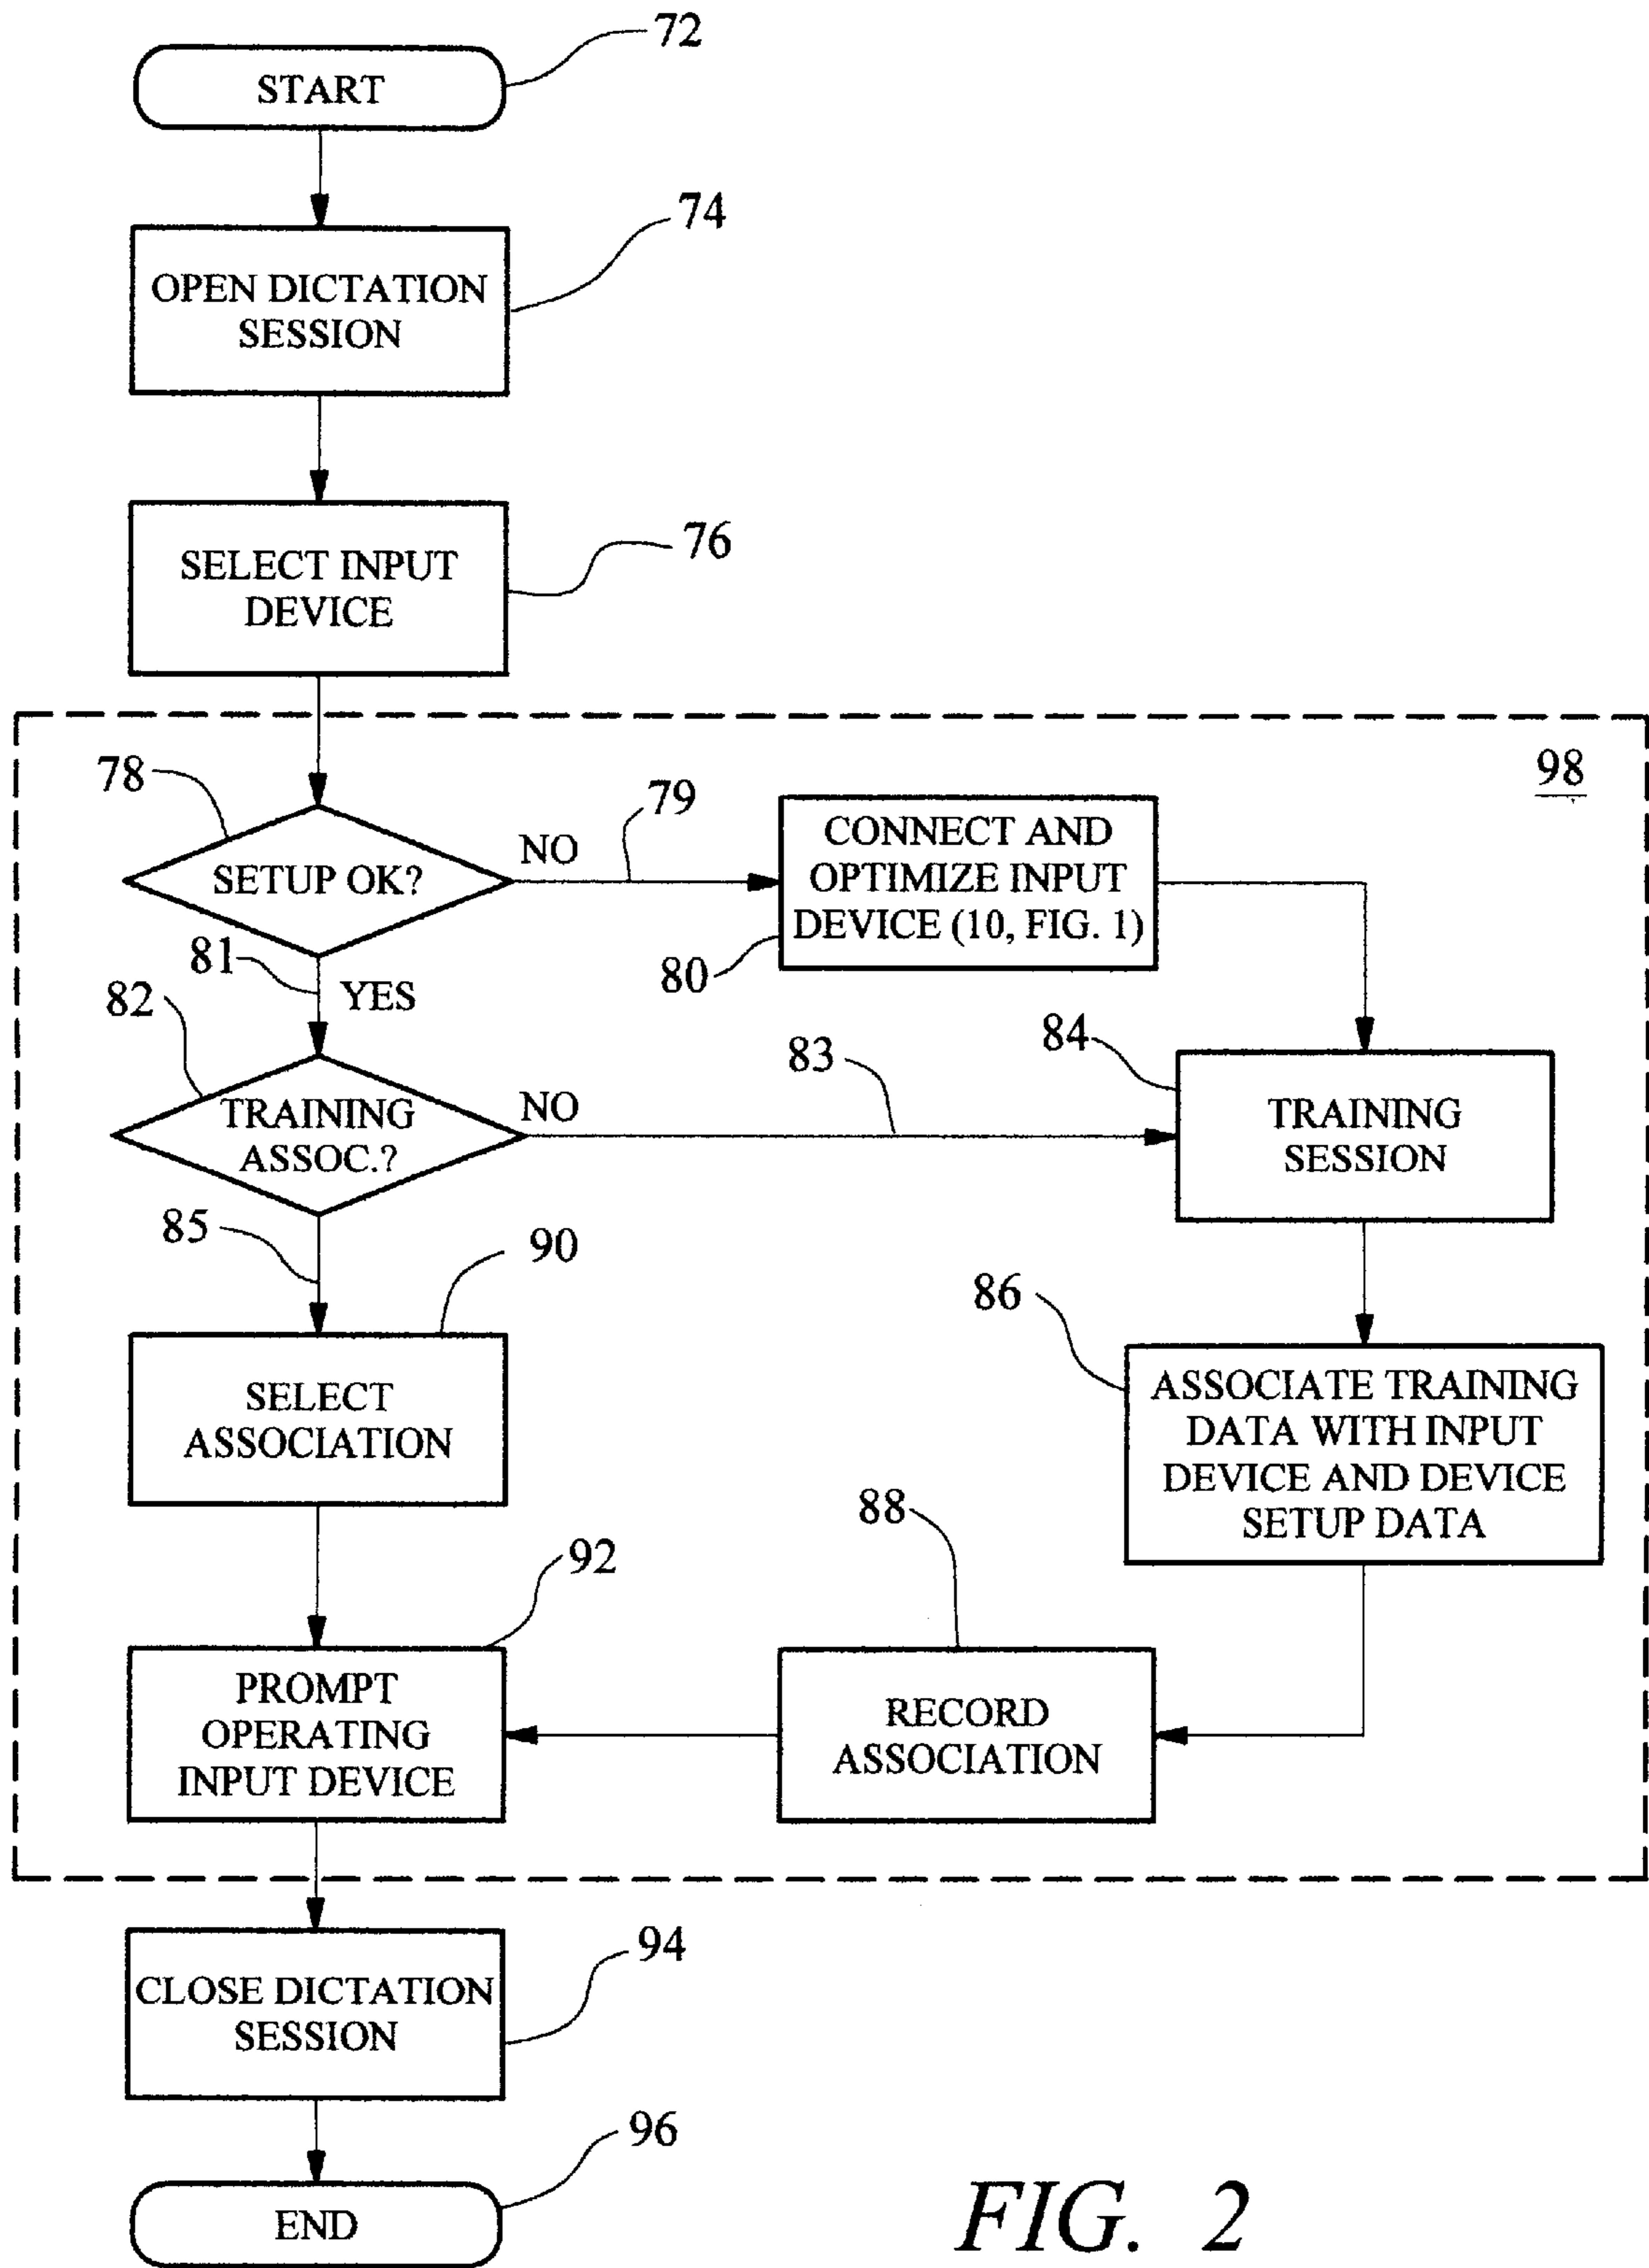 72
START
74
OPEN DICTATION
SESSION
76
SELECT INPUT
DEVICE
98
78
SETUP OK?
NO
79
CONNECT AND
OPTIMIZE INPUT
DEVICE (10, FIG. 1)
80
81
YES
82
TRAINING
ASSOC.?
NO
83
84
TRAINING
SESSION
85
90
SELECT
ASSOCIATION
86
ASSOCIATE TRAINING
DATA WITH INPUT
DEVICE AND DEVICE
SETUP DATA
88
RECORD
ASSOCIATION
92
PROMPT
OPERATING
INPUT DEVICE
94
CLOSE DICTATION
SESSION
96
END
FIG. 2